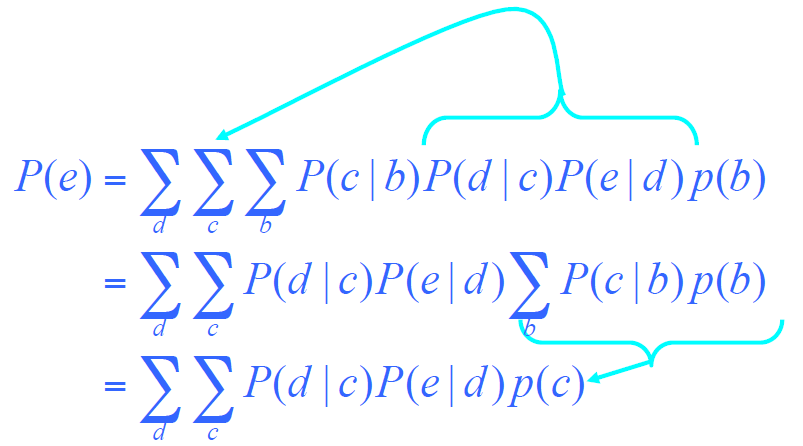 P(e) = ∑_d ∑_c ∑_b P(c | b)P(d | c)P(e | d)p(b)
= ∑_d ∑_c P(d | c)P(e | d)∑_b P(c | b)p(b)
= ∑_d ∑_c P(d | c)P(e | d)p(c)